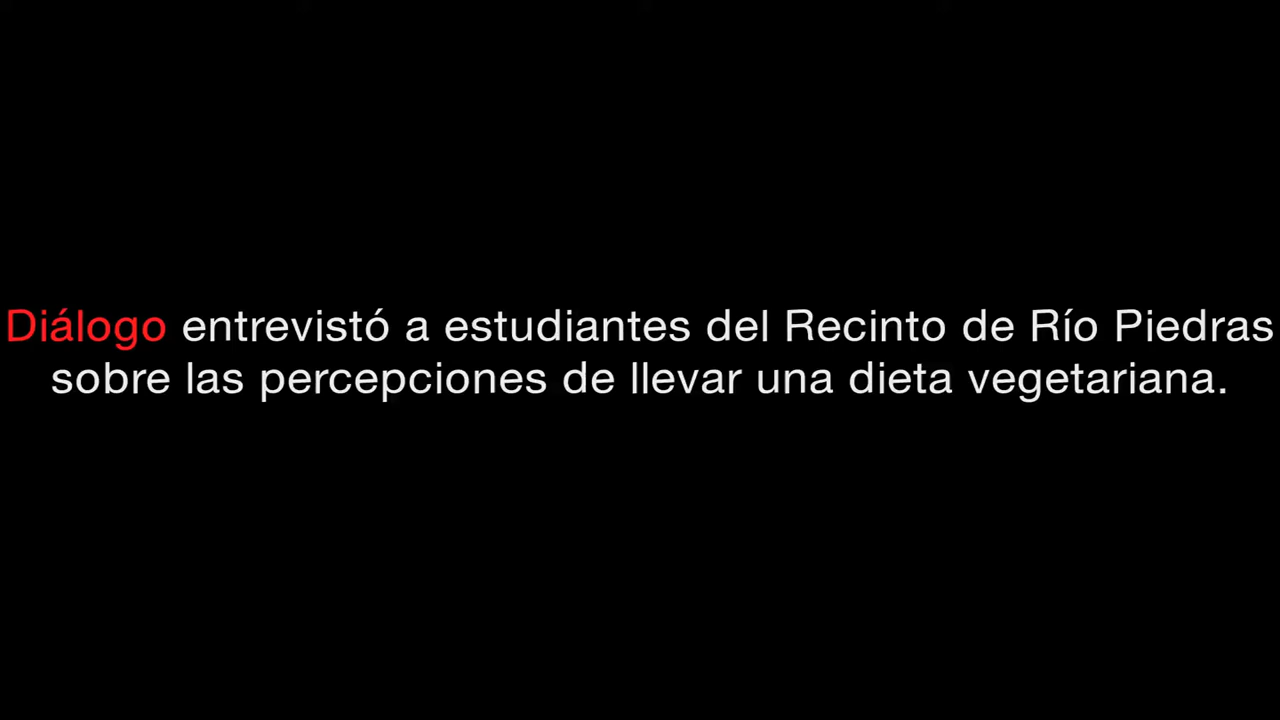 Diálogo entrevistó a estudiantes del Recinto de Río Piedras
sobre las percepciones de llevar una dieta vegetariana.